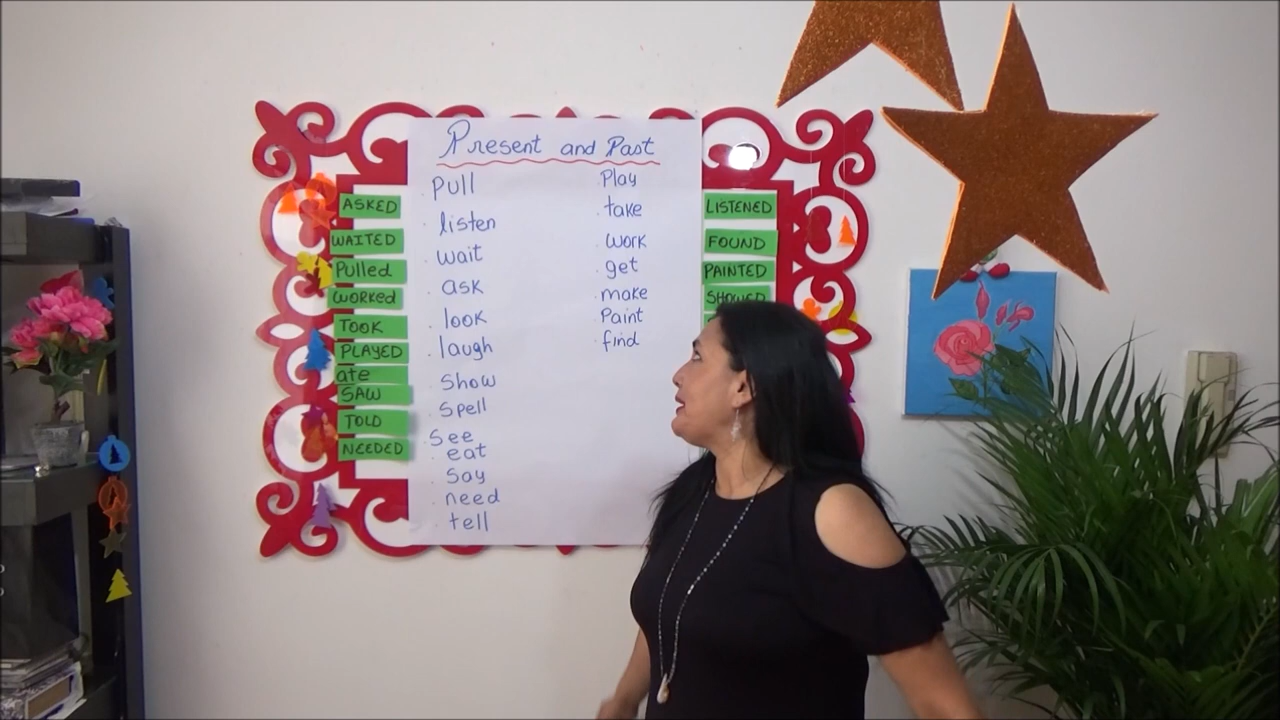 Present and Past
ASKED
WAITED
Pulled
WORKED
TOOK
PLAYED
ate
SAW
TOLD
NEEDED
Pull
listen
wait
ask
look
laugh
Show
Spell
See
eat
Say
need
tell
Play
take
work
get
make
Paint
find
LISTENED
FOUND
PAINTED
SHOWED